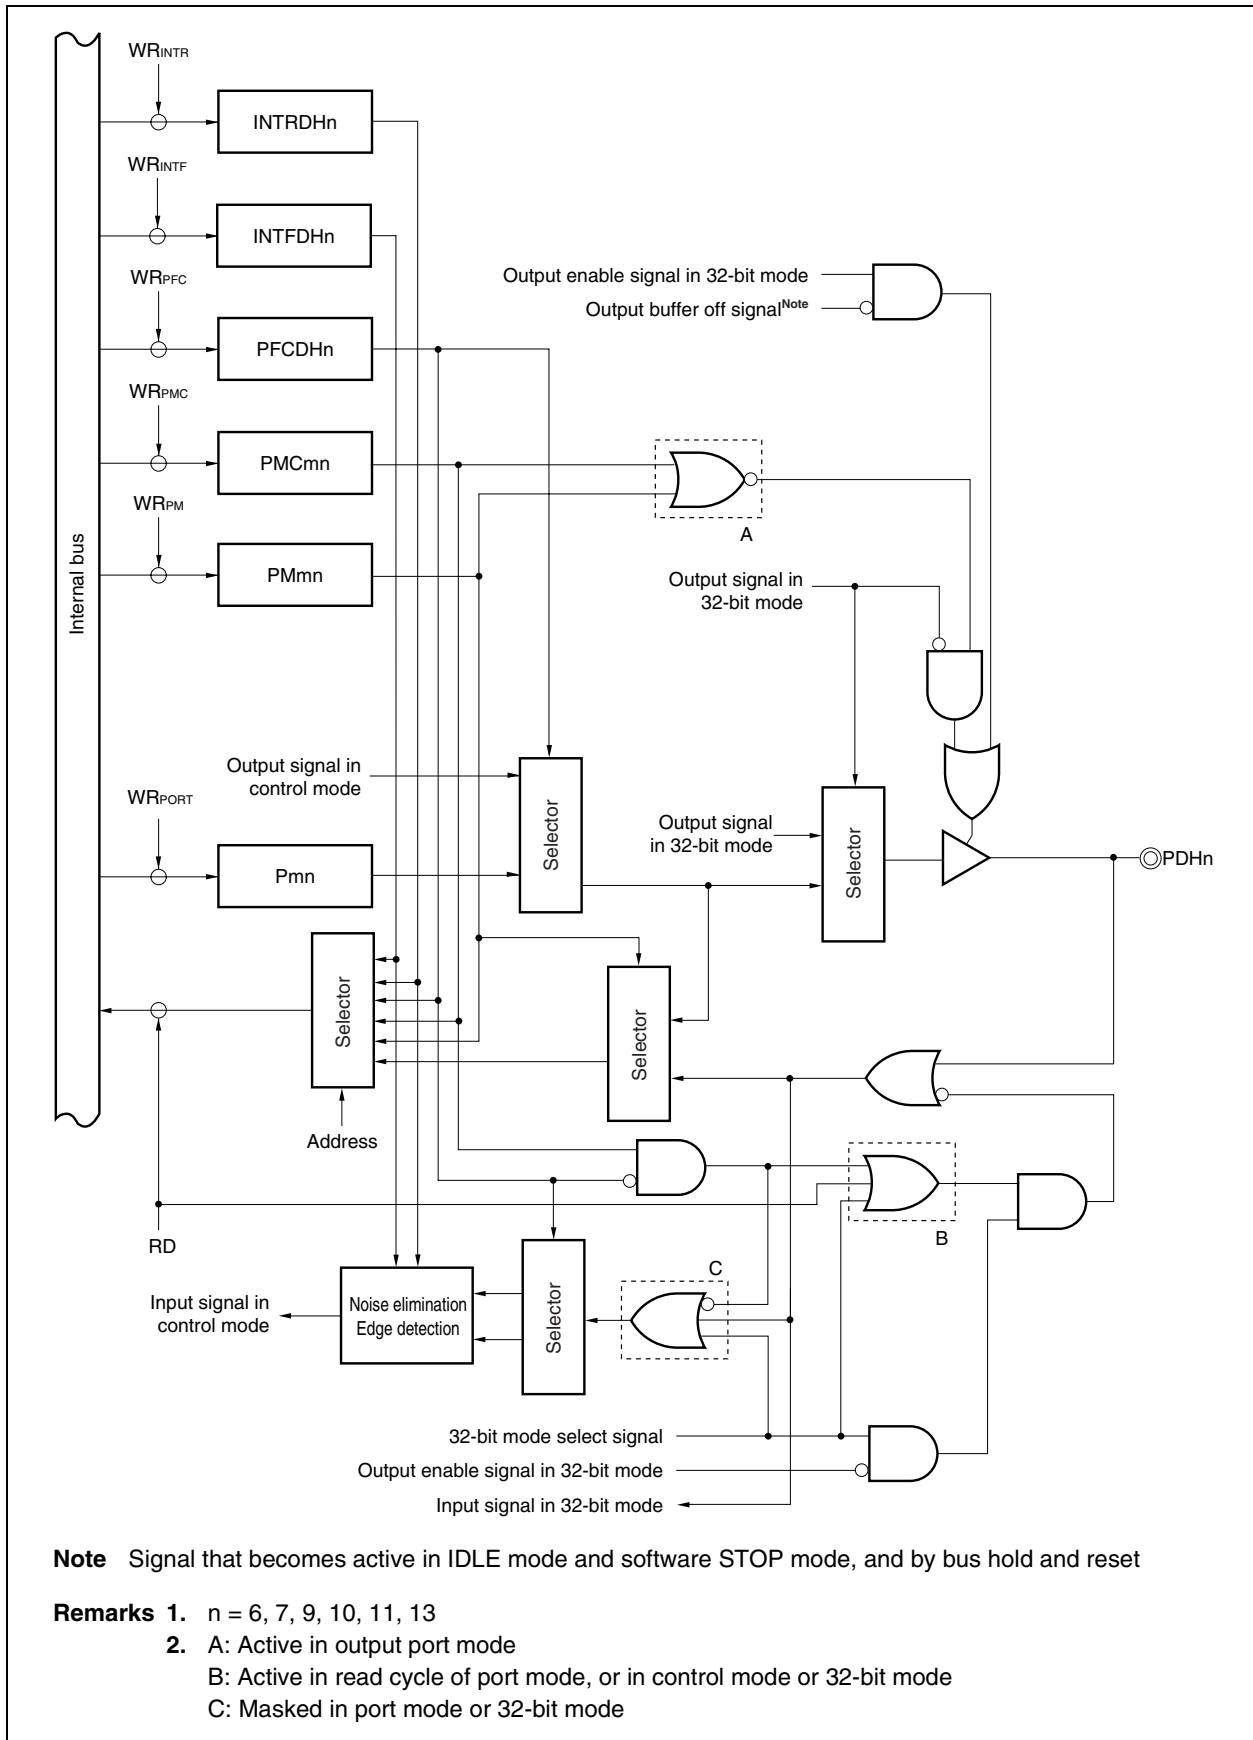 WRINTR
INTRDHn
WRINTF
INTFDHn
WRPFC
PFCDHn
WRPMC
PMCmn
WRPM
PMmn
Internal bus
Output enable signal in 32-bit mode
Output buffer off signalNote
A
Output signal in
32-bit mode
Output signal in
control mode
Selector
WRPORT
Pmn
Output signal
in 32-bit mode
Selector
PDHn
Selector
Selector
Address
RD
B
C
Input signal in
control mode
Noise elimination
Edge detection
Selector
32-bit mode select signal
Output enable signal in 32-bit mode
Input signal in 32-bit mode
Note Signal that becomes active in IDLE mode and software STOP mode, and by bus hold and reset
Remarks 1. n = 6, 7, 9, 10, 11, 13
2. A: Active in output port mode
B: Active in read cycle of port mode, or in control mode or 32-bit mode
C: Masked in port mode or 32-bit mode